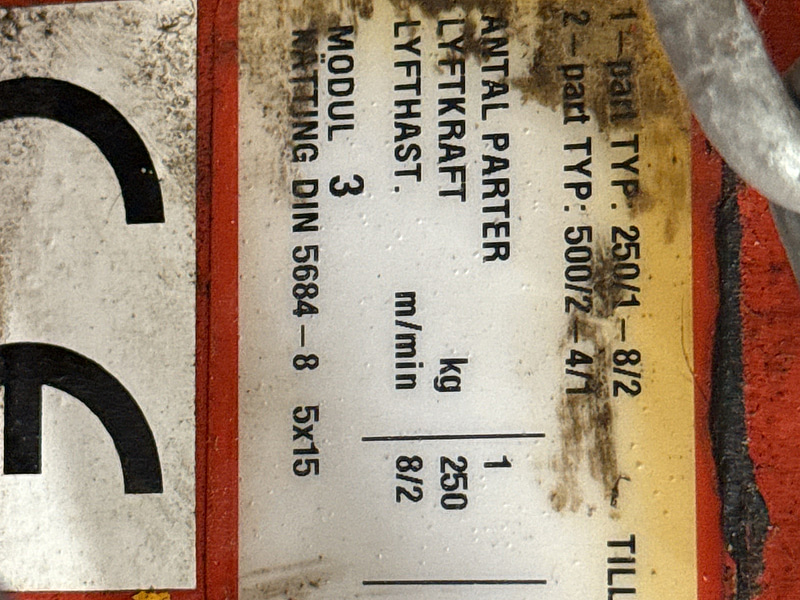 1 – part TYP: 250/1 – 8/2 TILL
2 – part TYP: 500/2 – 4/1
ANTAL PARTER 1
LYFTKRAFT kg 250
LYFTHAST. m/min 8/2
MODUL 3
KÄTTUNG DIN 5684 – 8 5x15
CE